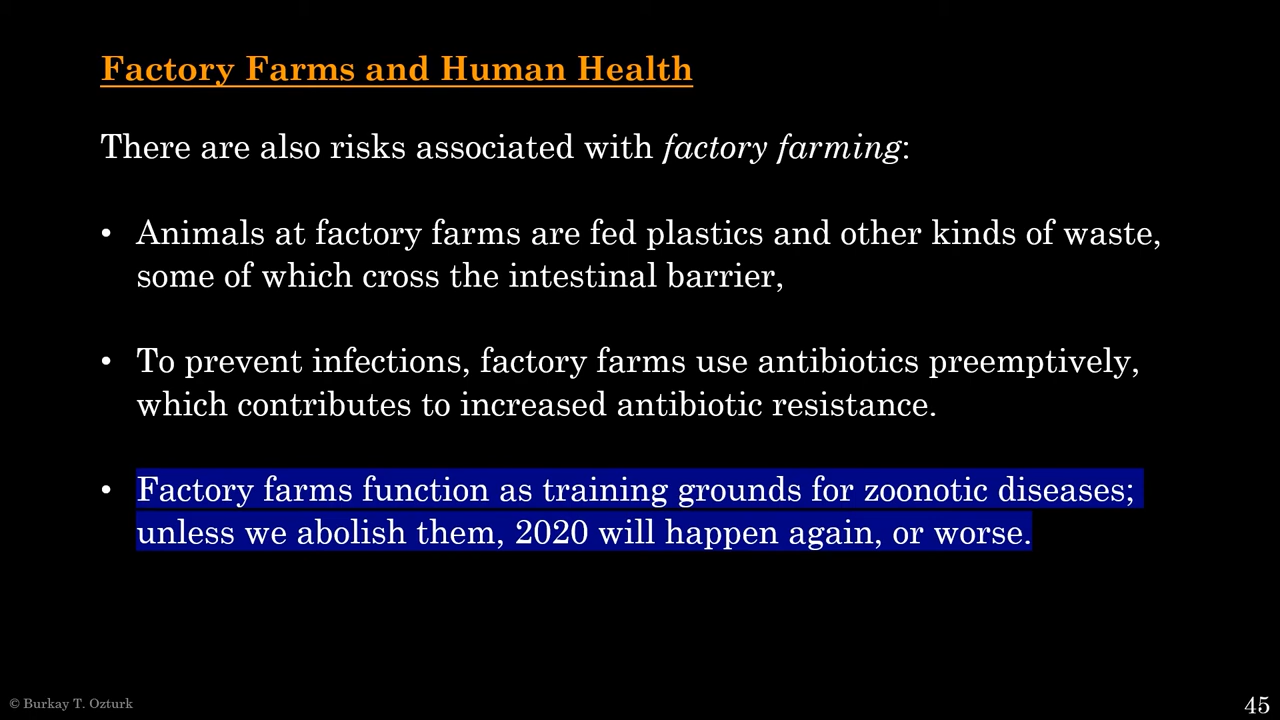 Factory Farms and Human Health
There are also risks associated with factory farming:
• Animals at factory farms are fed plastics and other kinds of waste,
some of which cross the intestinal barrier,
• To prevent infections, factory farms use antibiotics preemptively,
which contributes to increased antibiotic resistance.
• Factory farms function as training grounds for zoonotic diseases;
unless we abolish them, 2020 will happen again, or worse.
© Burkay T. Ozturk
45